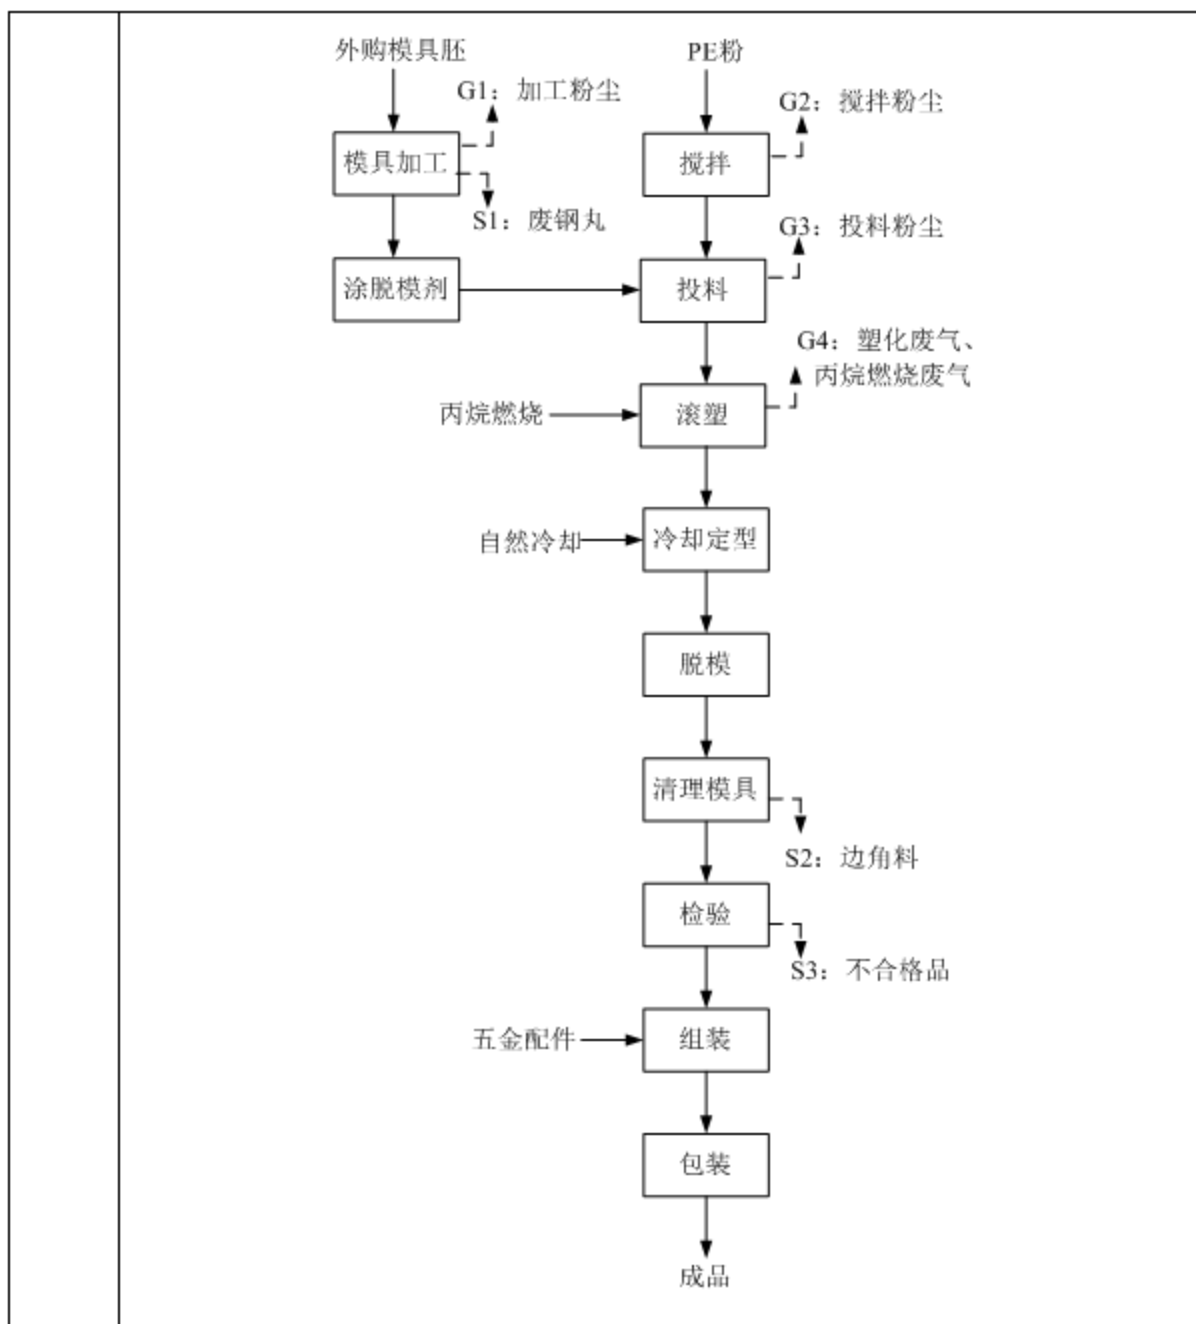 外购模具胚
PE粉
G1：加工粉尘
G2：搅拌粉尘
模具加工
搅拌
S1：废钢丸
G3：投料粉尘
涂脱模剂
投料
G4：塑化废气、
丙烷燃烧废气
丙烷燃烧
滚塑
自然冷却
冷却定型
脱模
清理模具
S2：边角料
检验
S3：不合格品
五金配件
组装
包装
成品